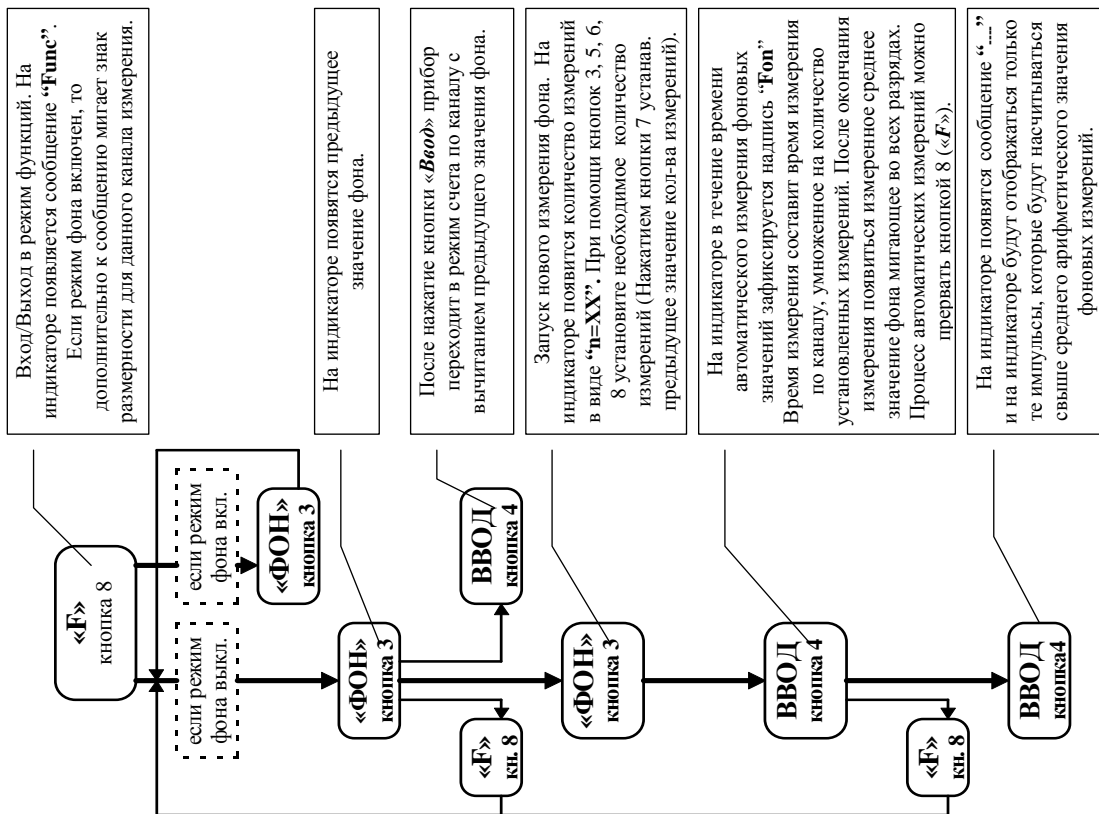 Вход/Выход в режим функций. На
индикаторе появляется сообщение “Func”.
Если режим фона включен, то
дополнительно к сообщению мигает знак
размерности для данного канала измерения.
На индикаторе появятся предыдущее
значение фона.
После нажатие кнопки «Ввод» прибор
переходит в режим счета по каналу с
вычитанием предыдущего значения фона.
Запуск нового измерения фона. На
индикаторе появится количество измерений
в виде “n=XX”. При помощи кнопок 3, 5, 6,
8 установите необходимое количество
измерений (Нажатием кнопки 7 устанав.
предыдуще значение кол-ва измерений).
На индикаторе в течение времени
автоматического измерения фоновых
значений зафиксируется надпись “Fon”
Время измерения составит время измерения
по каналу, умноженное на количество
установленных измерений. После окончания
измерения появиться измеренное среднее
значение фона мигающее во всех разрядах.
Процесс автоматических измерений можно
прервать кнопкой 8 («F»).
На индикаторе появятся сообщение “---”
и на индикаторе будут отображаться только
те импульсы, которые будут насчитываться
свыше среднего арифметического значения
фоновых измерений.
«F»
кнопка 8
если режим
фона выкл.
если режим
фона вкл.
«ФОН»
кнопка 3
«ФОН»
кнопка 3
«F»
кн. 8
ВВОД
кнопка 4
«ФОН»
кнопка 3
ВВОД
кнопка 4
«F»
кн. 8
ВВОД
кнопка4